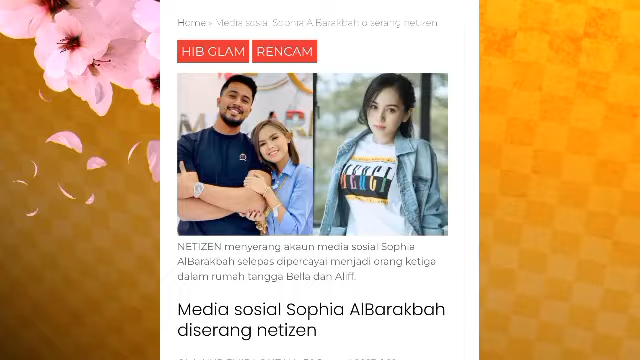 Home » Media sosial Sophia AlBarakbah diserang netizen
HIB GLAM RENCAM
NETIZEN menyerang akaun media sosial Sophia
AlBarakbah selepas dipercayai menjadi orang ketiga
dalam rumah tangga Bella dan Aliff.
Media sosial Sophia AlBarakbah
diserang netizen